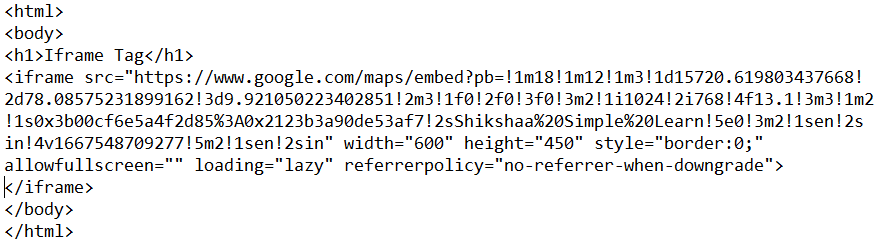 <html>
<body>
<h1>Iframe Tag</h1>
<iframe src="https://www.google.com/maps/embed?pb=!1m18!1m12!1m3!1d15720.619803437668!
2d78.08575231899162!3d9.921050223402851!2m3!1f0!2f0!3f0!3m2!1i1024!2i768!4f13.1!3m3!1m2
!1s0x3b00cf6e5a4f2d85%3A0x2123b3a90de53af7!2sShikshaa%20Simple%20Learn!5e0!3m2!1sen!2s
in!4v1667548709277!5m2!1sen!2sin" width="600" height="450" style="border:0;"
allowfullscreen="" loading="lazy" referrerpolicy="no-referrer-when-downgrade">
</iframe>
</body>
</html>